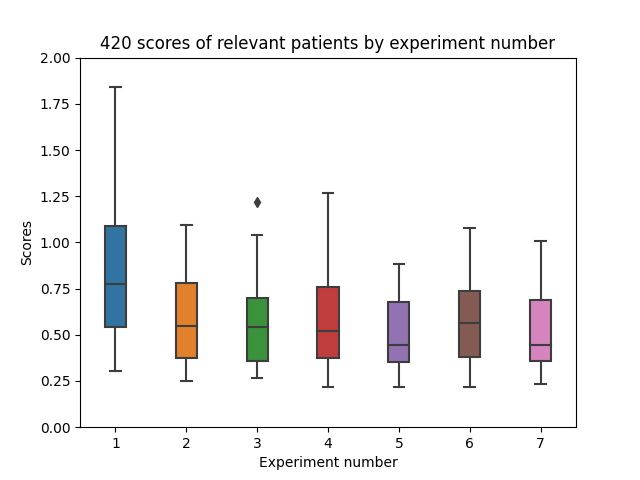 420 scores of relevant patients by experiment number
2.00
1.75
1.50
1.25
1.00
0.75
0.50
0.25
0.00
Scores
1 2 3 4 5 6 7
Experiment number